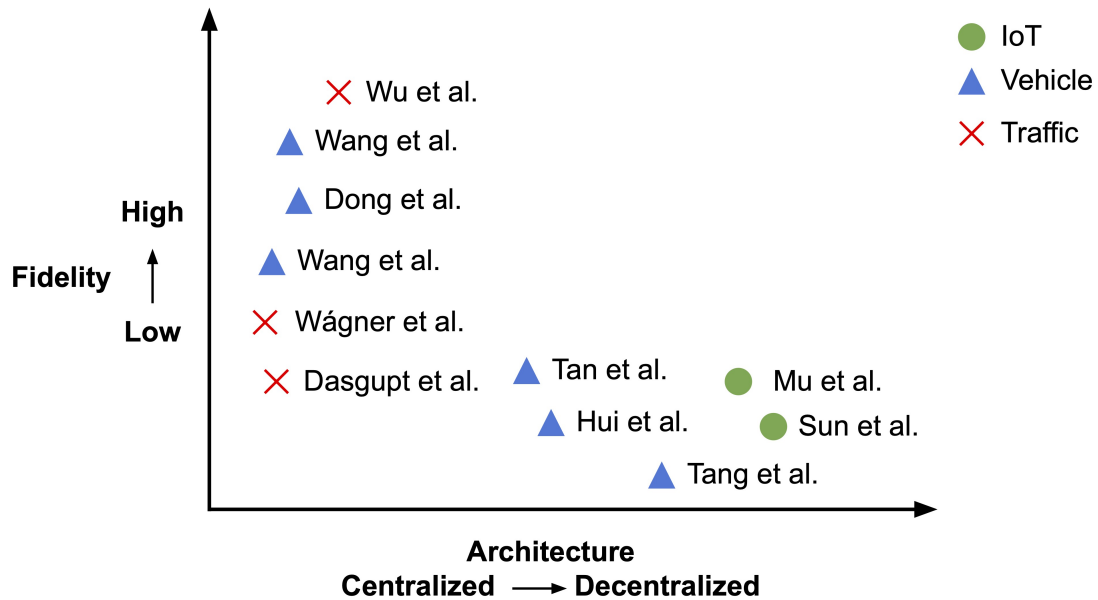 IoT
Wu et al.
Vehicle
Wang et al.
Traffic
Dong et al.
High
Wang et al.
Fidelity
Low
Wágner et al.
Dasgupt et al.
Tan et al.
Mu et al.
Hui et al.
Sun et al.
Tang et al.
Architecture
Centralized Decentralized